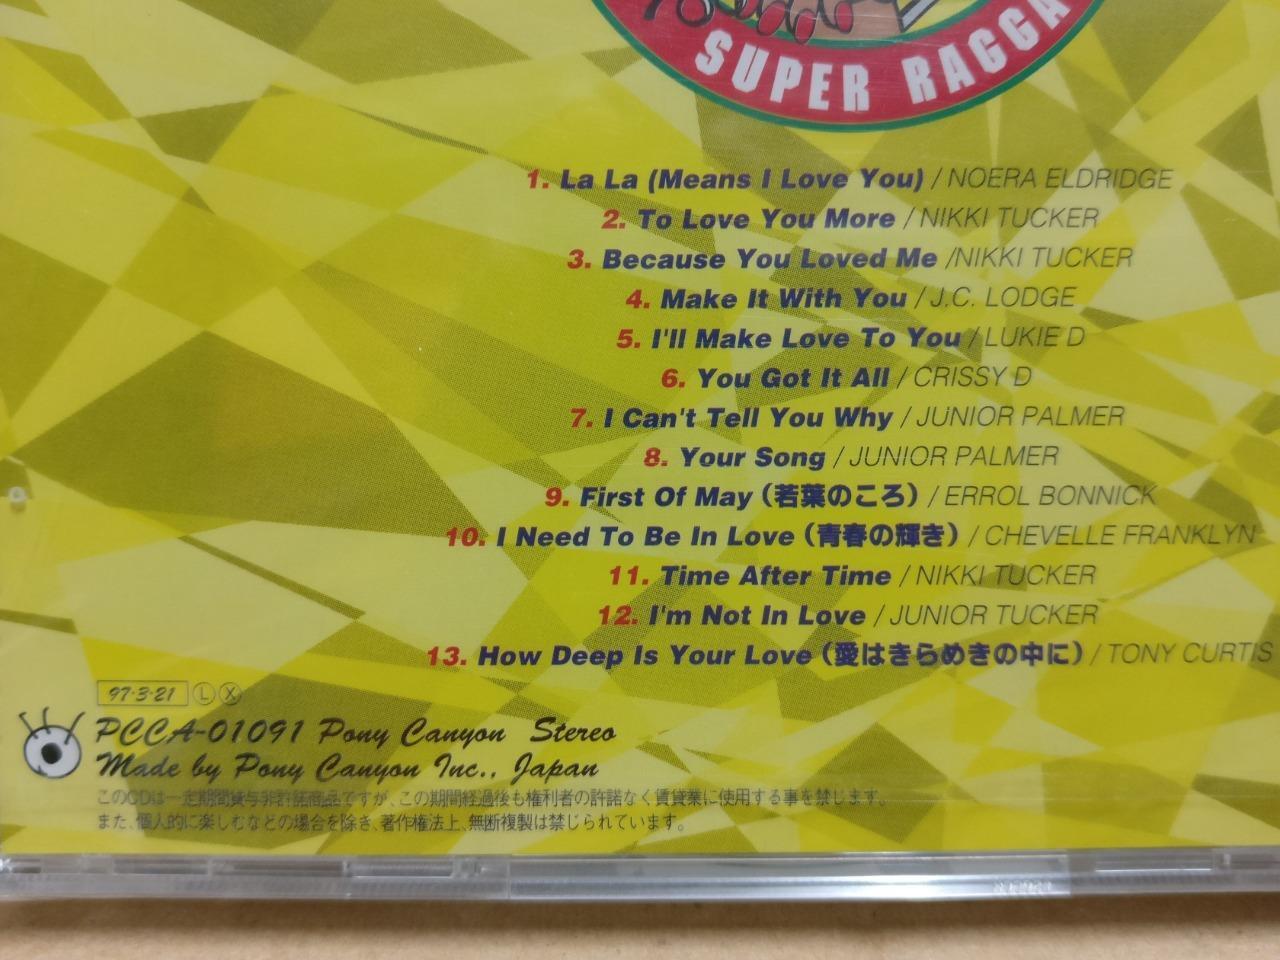 SUPER RAGGA
1. La La (Means I Love You) / NOERA ELDRIDGE
2. To Love You More / NIKKI TUCKER
3. Because You Loved Me /NIKKI TUCKER
4. Make It With You / J.C. LODGE
5. I'll Make Love To You / LUKIE D
6. You Got It All / CRISSY D
7. I Can't Tell You Why / JUNIOR PALMER
8. Your Song / JUNIOR PALMER
9. First Of May (若葉のころ) / ERROL BONNICK
10. I Need To Be In Love (青春の輝き) / CHEVELLE FRANKLYN
11. Time After Time / NIKKI TUCKER
12. I'm Not In Love / JUNIOR TUCKER
13. How Deep Is Your Love (愛はきらめきの中に) / TONY CURTIS
97・3・21 Ⓛ Ⓧ
PCCA-01091 Pony Canyon Stereo
Made by Pony Canyon Inc., Japan
このCDは一定期間貸与非許諾商品ですが、この期間経過後も権利者の許諾なく賃貸業に使用する事を禁じます。
また、個人的に楽しむなどの場合を除き、著作権法上、無断複製は禁じられています。